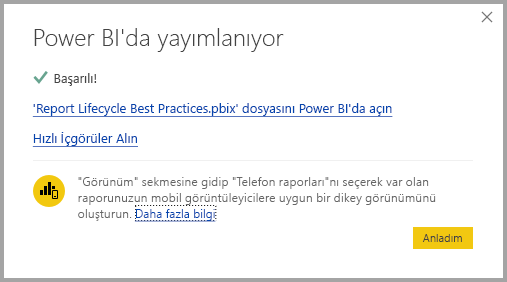 Power BI'da yayımlanıyor
Başarılı!
'Report Lifecycle Best Practices.pbix' dosyasını Power BI'da açın
Hızlı İçgörüler Alın
"Görünüm" sekmesine gidip "Telefon raporları"nı seçerek var olan
raporunuzun mobil görüntüleyicilere uygun bir dikey görünümünü
oluşturun. Daha fazla bilgi
Anladım